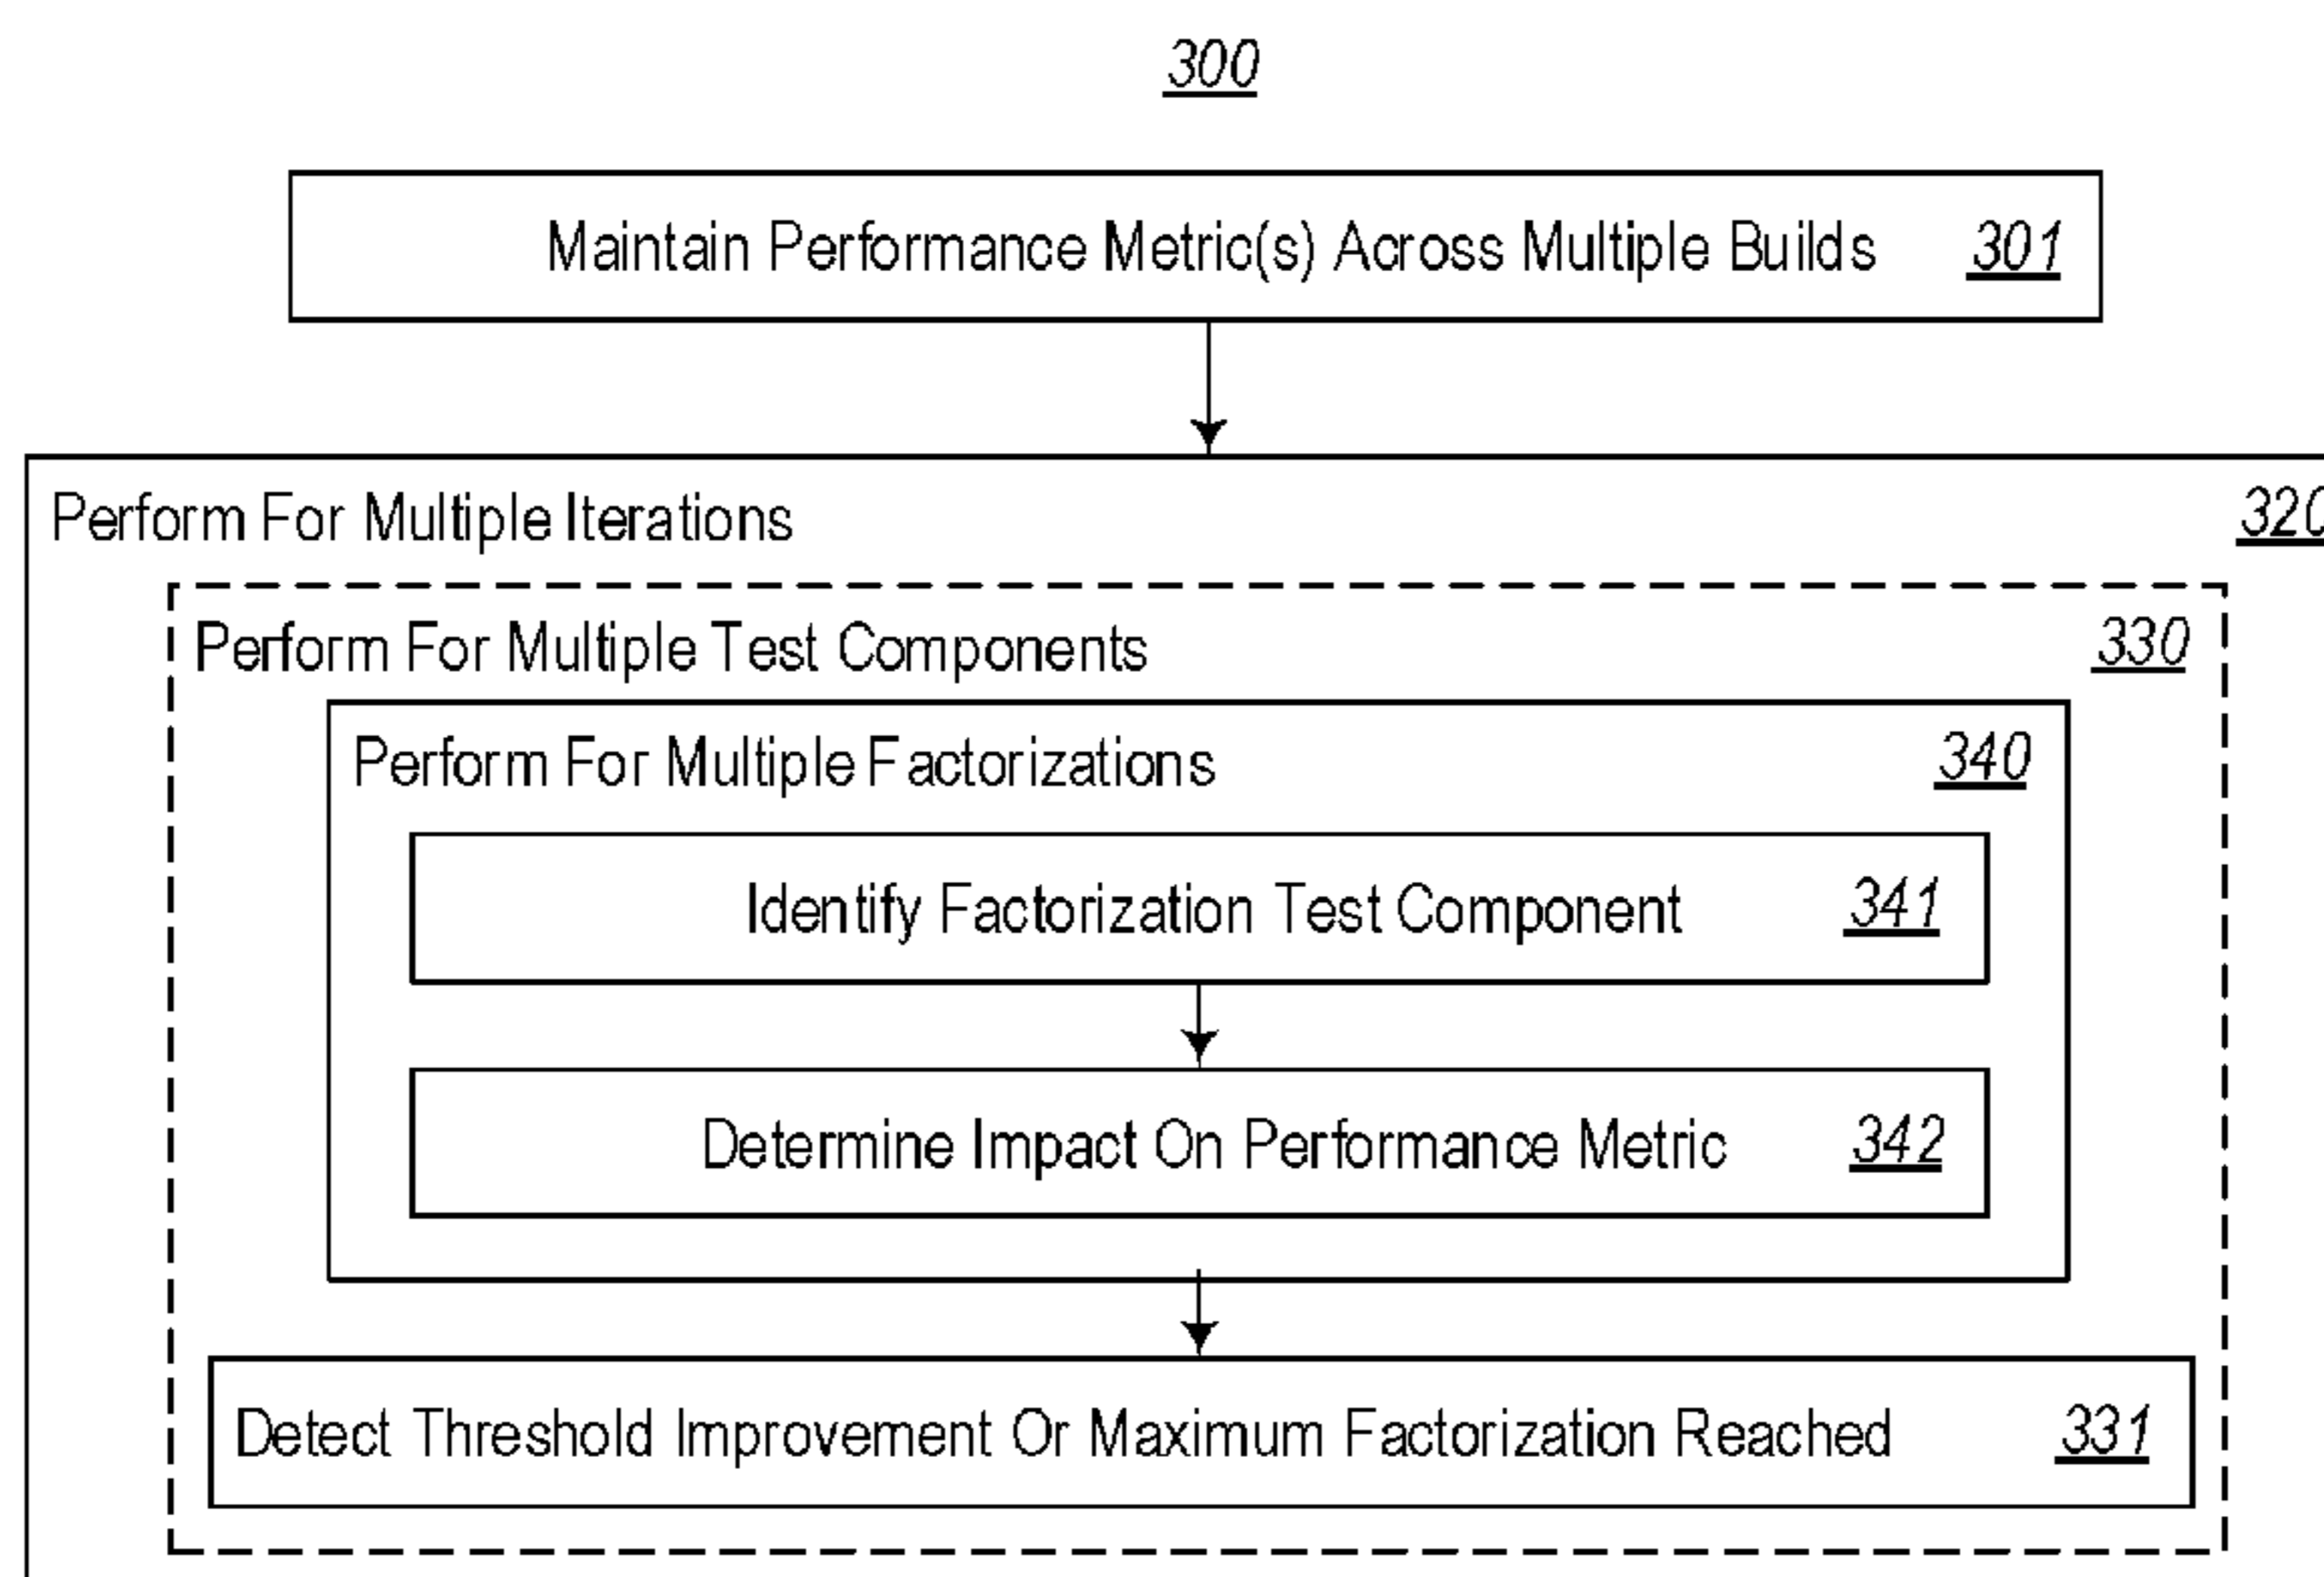 300
Maintain Performance Metric(s) Across Multiple Builds 301
Perform For Multiple Iterations 320
Perform For Multiple Test Components 330
Perform For Multiple Factorizations 340
Identify Factorization Test Component 341
Determine Impact On Performance Metric 342
Detect Threshold Improvement Or Maximum Factorization Reached 331